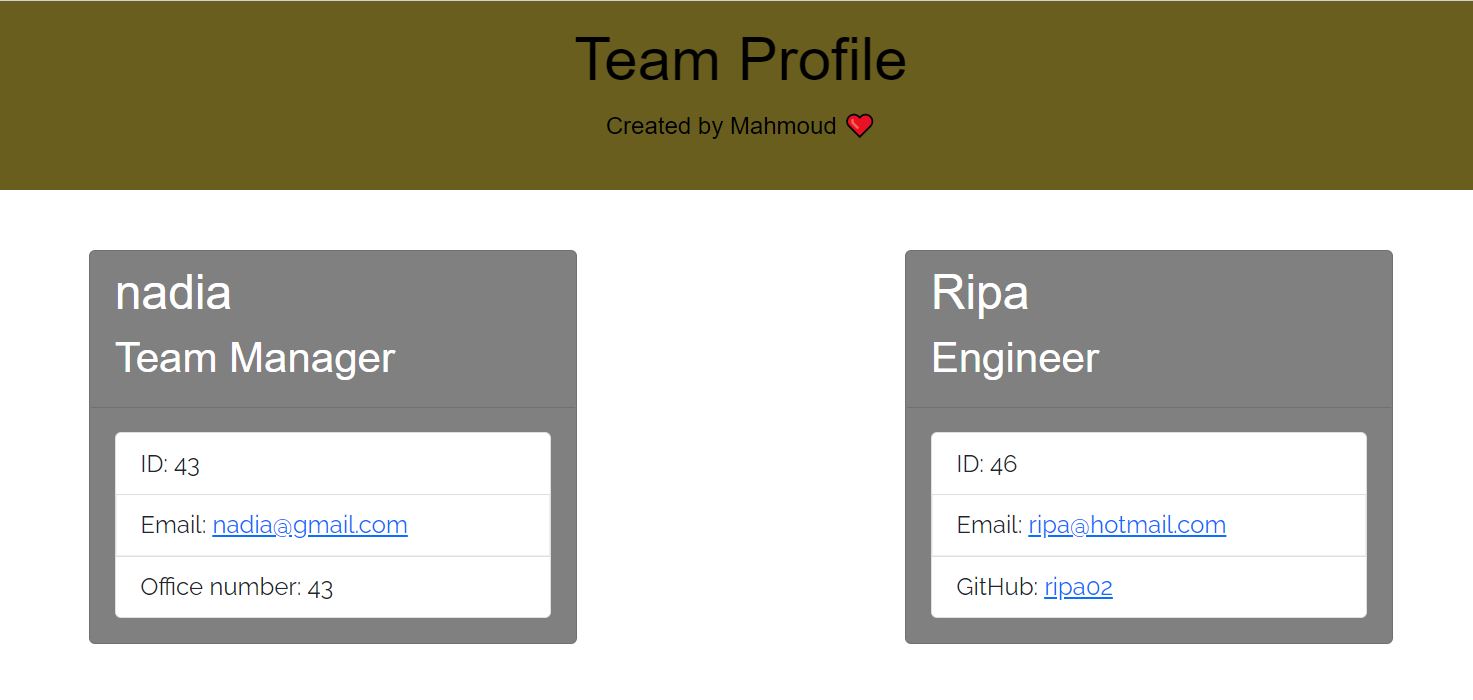 Team Profile
Created by Mahmoud ❤️
nadia
Team Manager
ID: 43
Email: nadia@gmail.com
Office number: 43
Ripa
Engineer
ID: 46
Email: ripa@hotmail.com
GitHub: ripa02